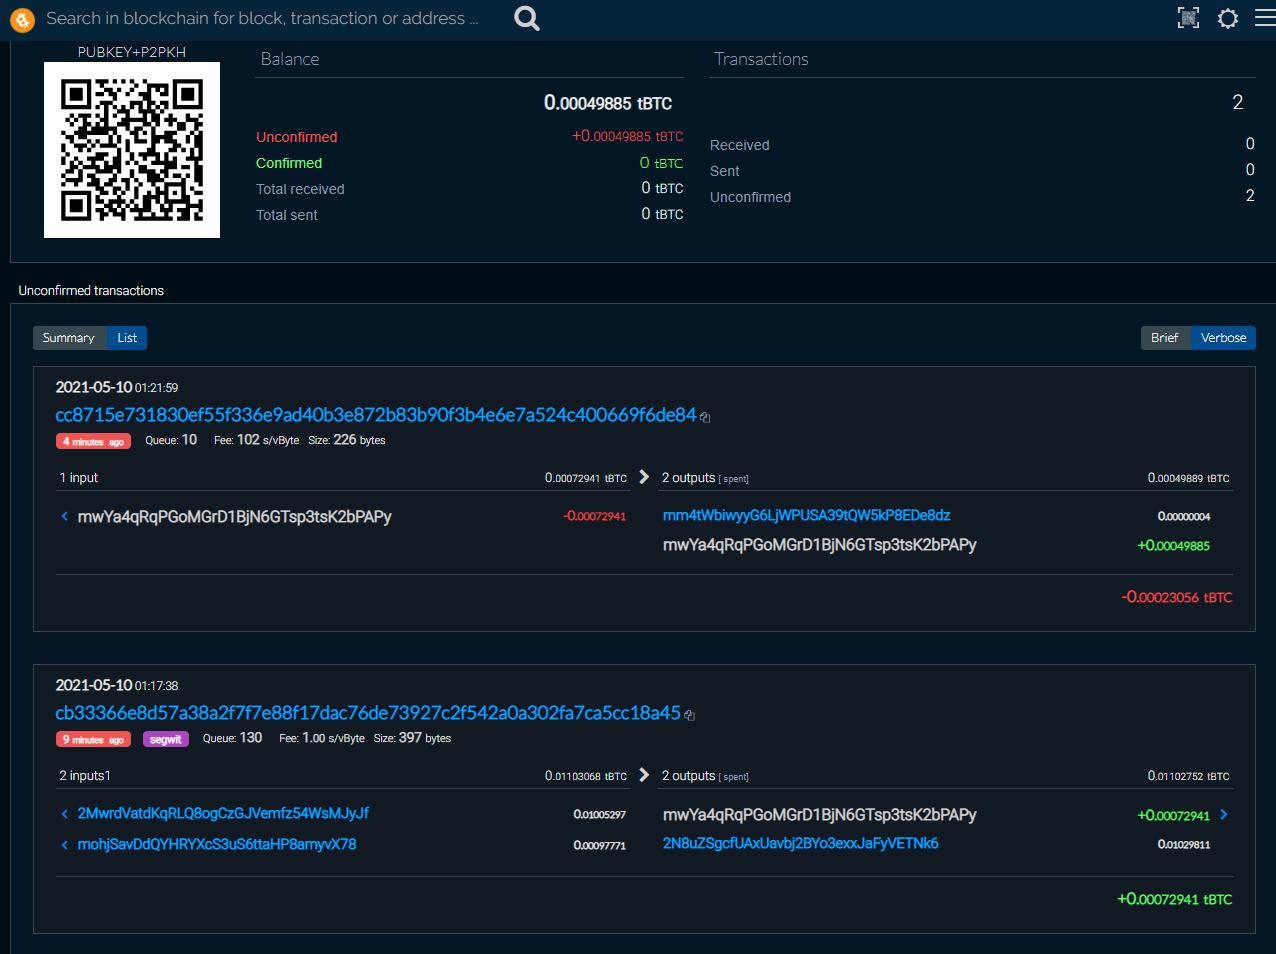 Search in blockchain for block, transaction or address ...
PUBKEY+P2PKH
Balance
0.00049885 tBTC
Unconfirmed +0.00049885 tBTC
Confirmed 0 tBTC
Total received 0 tBTC
Total sent 0 tBTC
Transactions
2
Received 0
Sent 0
Unconfirmed 2
Unconfirmed transactions
Summary List Brief Verbose
2021-05-10 01:21:59
cc8715e731830ef55f336e9ad40b3e872b83b90f3b4e6e7a524c400669f6de84
4 minutes ago Queue: 10 Fee: 102 s/vByte Size: 226 bytes
1 input 0.00072941 tBTC 2 outputs [ spent] 0.00049889 tBTC
mwYa4qRqPGoMGrD1BjN6GTsp3tsK2bPAPy -0.00072941 mm4tWbiwyyG6LjWPUSA39tQW5kP8EDe8dz 0.00000004
mwYa4qRqPGoMGrD1BjN6GTsp3tsK2bPAPy +0.00049885
-0.00023056 tBTC
2021-05-10 01:17:38
cb33366e8d57a38a2f7f7e88f17dac76de73927c2f542a0a302fa7ca5cc18a45
9 minutes ago segwit Queue: 130 Fee: 1.00 s/vByte Size: 397 bytes
2 inputs1 0.01103068 tBTC 2 outputs [ spent] 0.01102752 tBTC
2MwrdVatdKqRLQ8ogCzGJVemfz54WsMJyJf 0.01005297 mwYa4qRqPGoMGrD1BjN6GTsp3tsK2bPAPy +0.00072941
mohjSavDdQYHRYXcS3uS6ttaHP8amyvX78 0.00097771 2N8uZSgcfUAxUavbj2BYo3exxJaFyVETNk6 0.01029811
+0.00072941 tBTC